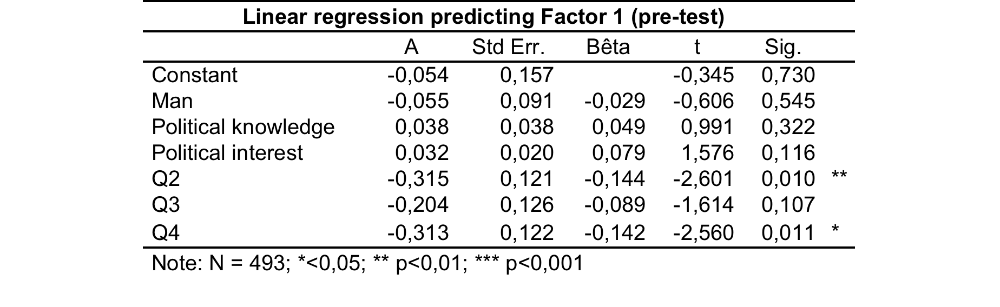 Linear regression predicting Factor 1 (pre-test)
A Std Err. Bêta t Sig.
Constant -0,054 0,157 -0,345 0,730
Man -0,055 0,091 -0,029 -0,606 0,545
Political knowledge 0,038 0,038 0,049 0,991 0,322
Political interest 0,032 0,020 0,079 1,576 0,116
Q2 -0,315 0,121 -0,144 -2,601 0,010 **
Q3 -0,204 0,126 -0,089 -1,614 0,107
Q4 -0,313 0,122 -0,142 -2,560 0,011 *
Note: N = 493; *<0,05; ** p<0,01; *** p<0,001